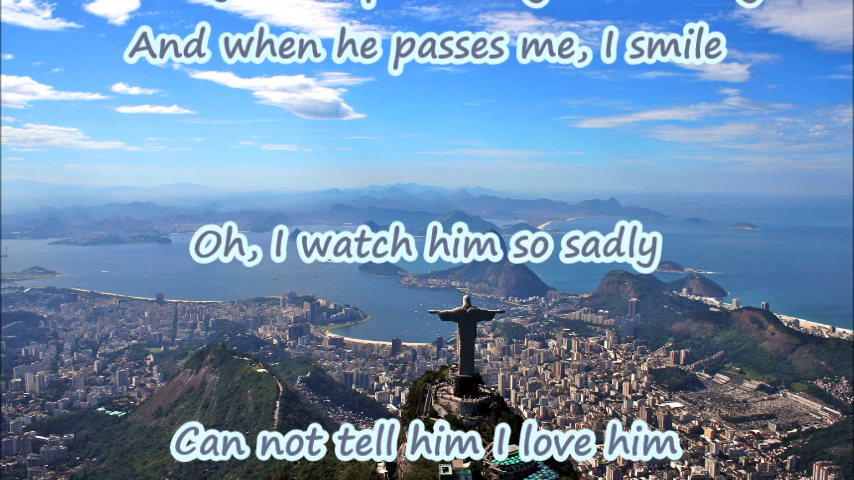 And when he passes me, I smile
Oh, I watch him so sadly
Can not tell him I love him